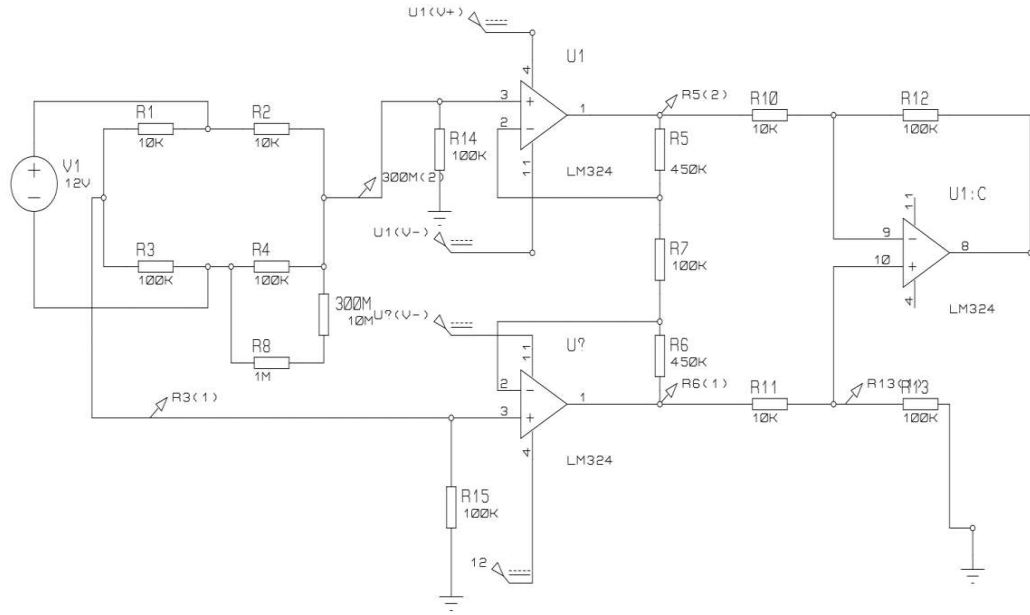 U1(V+)
U1
4
3
2
1
11
LM324
R5(2)
R1
10K
R2
10K
V1
12V
R14
100K
300M(2)
U1(V-)
R3
100K
R4
100K
300M
10M
R8
1M
R3(1)
R5
450K
R7
100K
R6
450K
R10
10K
R12
100K
U1:C
11
9
10
8
4
LM324
U?(V-)
U?
11
2
3
1
4
LM324
R6(1)
R11
10K
R13(1)
R13
100K
R15
100K
12